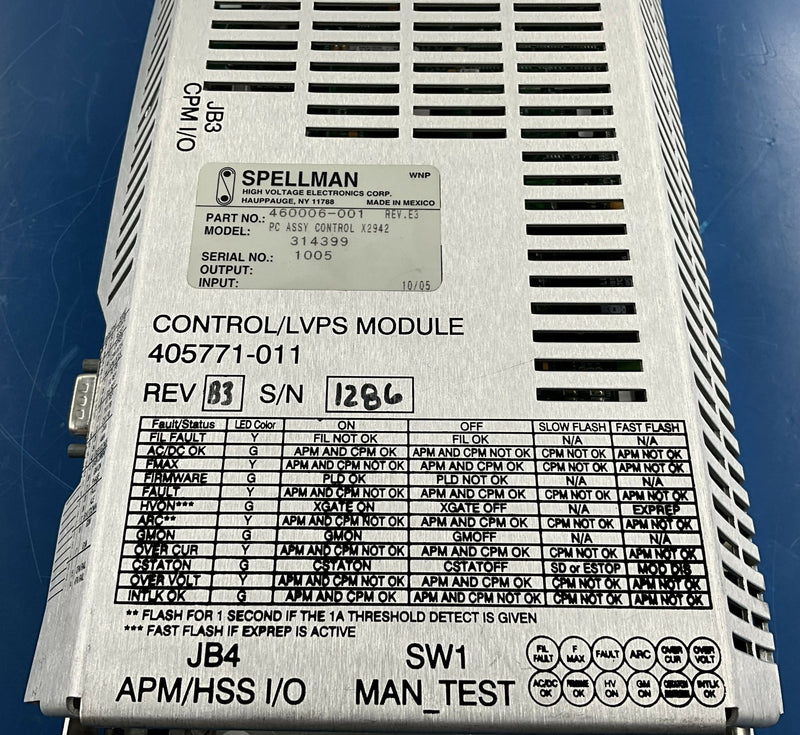 JB3
CPM I/O
SPELLMAN WNP
HIGH VOLTAGE ELECTRONICS CORP.
HAUPPAUGE, NY 11788 MADE IN MEXICO
PART NO.: 460006-001 REV.E3
MODEL: PC ASSY CONTROL X2942
314399
SERIAL NO.: 1005
OUTPUT:
INPUT: 10/05
CONTROL/LVPS MODULE
405771-011
REV B3 S/N 1286
Fault/Status LED Color ON OFF SLOW FLASH FAST FLASH
FIL FAULT Y FIL NOT OK FIL OK N/A N/A
AC/DC OK G APM AND CPM OK APM AND CPM NOT OK CPM NOT OK APM NOT OK
FMAX Y APM AND CPM NOT OK APM AND CPM OK CPM NOT OK APM NOT OK
FIRMWARE G PLD OK PLD NOT OK N/A N/A
FAULT Y APM AND CPM NOT OK APM AND CPM OK CPM NOT OK APM NOT OK
HVON*** G XGATE ON XGATE OFF N/A EXPREP
ARC** Y APM AND CPM NOT OK APM AND CPM OK CPM NOT OK APM NOT OK
GMON G GMON GMOFF N/A N/A
OVER CUR Y APM AND CPM NOT OK APM AND CPM OK CPM NOT OK APM NOT OK
CSTATON G CSTATON CSTATOFF SD or ESTOP MOD DIS
OVER VOLT Y APM AND CPM NOT OK APM AND CPM OK CPM NOT OK APM NOT OK
INTLK OK G APM AND CPM OK APM AND CPM NOT OK CPM NOT OK APM NOT OK
** FLASH FOR 1 SECOND IF THE 1A THRESHOLD DETECT IS GIVEN
*** FAST FLASH IF EXPREP IS ACTIVE
JB4
APM/HSS I/O
SW1
MAN_TEST
FIL FAULT F MAX FAULT ARC OVER CUR OVER VOLT
AC/DC OK OK HV ON GM ON INTLK OK